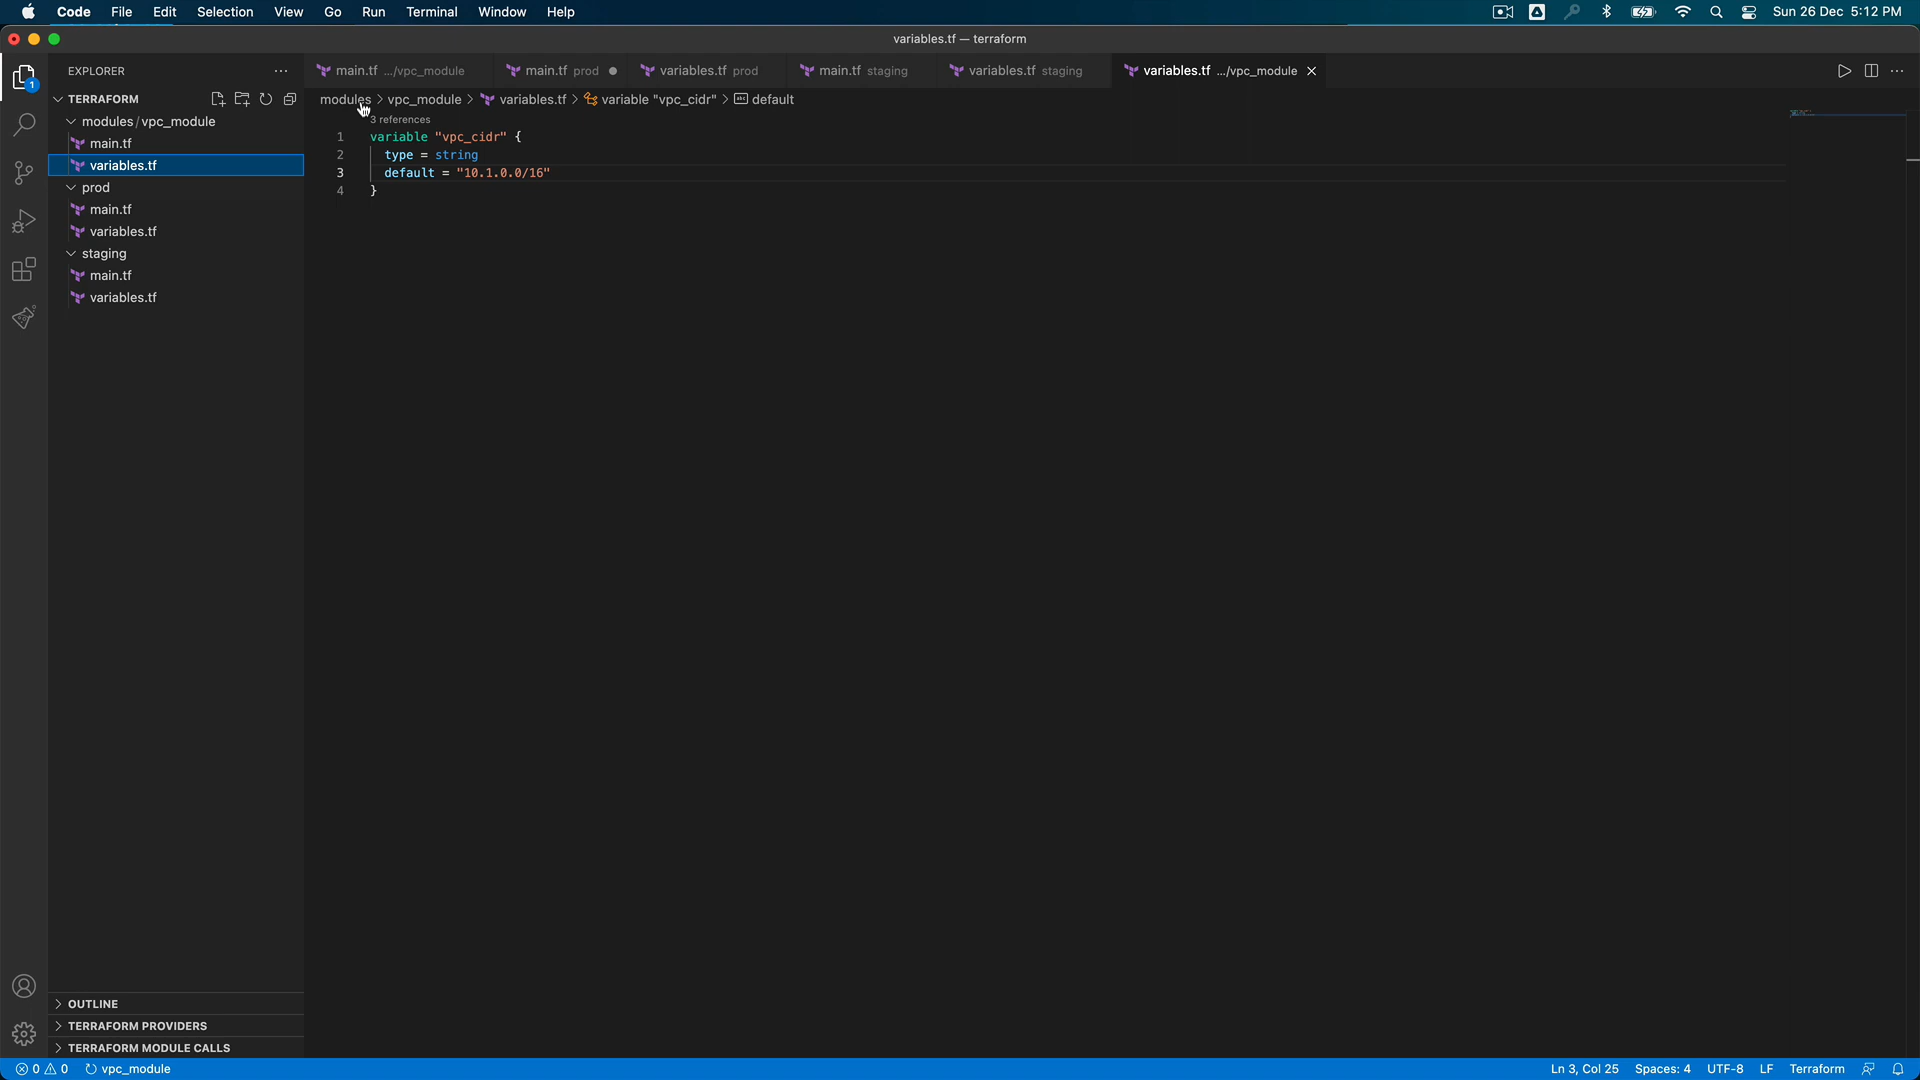 Code File Edit Selection View Go Run Terminal Window Help Sun 26 Dec 5:12 PM
variables.tf — terraform
EXPLORER
main.tf .../vpc_module main.tf prod variables.tf prod main.tf staging variables.tf staging variables.tf .../vpc_module
TERRAFORM
modules > vpc_module > variables.tf > variable "vpc_cidr" > default
modules / vpc_module
main.tf
variables.tf
prod
main.tf
variables.tf
staging
main.tf
variables.tf
3 references
1 variable "vpc_cidr" {
2 type = string
3 default = "10.1.0.0/16"
4 }
1
OUTLINE
TERRAFORM PROVIDERS
TERRAFORM MODULE CALLS
0 0 vpc_module Ln 3, Col 25 Spaces: 4 UTF-8 LF Terraform